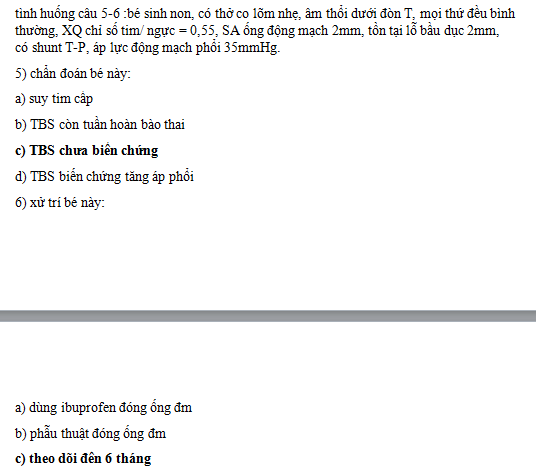 tình huống câu 5-6 :bé sinh non, có thở co lõm nhẹ, âm thổi dưới đòn T, mọi thứ đều bình
thường, XQ chỉ số tim/ ngực = 0,55, SA ống động mạch 2mm, tồn tại lỗ bầu dục 2mm,
có shunt T-P, áp lực động mạch phổi 35mmHg.
5) chẩn đoán bé này:
a) suy tim cấp
b) TBS còn tuần hoàn bào thai
c) TBS chưa biến chứng
d) TBS biến chứng tăng áp phổi
6) xử trí bé này:
a) dùng ibuprofen đóng ống đm
b) phẫu thuật đóng ống đm
c) theo dõi đến 6 tháng